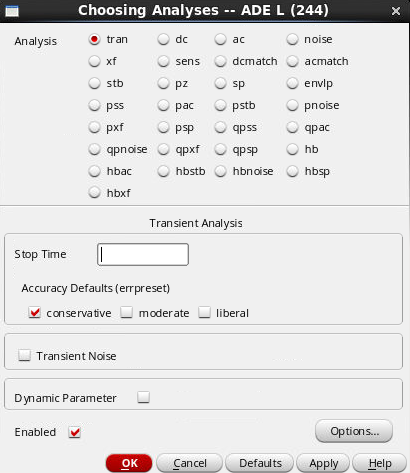 Choosing Analyses -- ADE L (244)
Analysis tran dc ac noise
xf sens dcmatch acmatch
stb pz sp envlp
pss pac pstb pnoise
pxf psp qpss qpac
qpnoise qpxf qpsp hb
hbac hbstb hbnoise hbsp
hbxf
Transient Analysis
Stop Time
Accuracy Defaults (errpreset)
conservative moderate liberal
Transient Noise
Dynamic Parameter
Enabled Options...
OK Cancel Defaults Apply Help